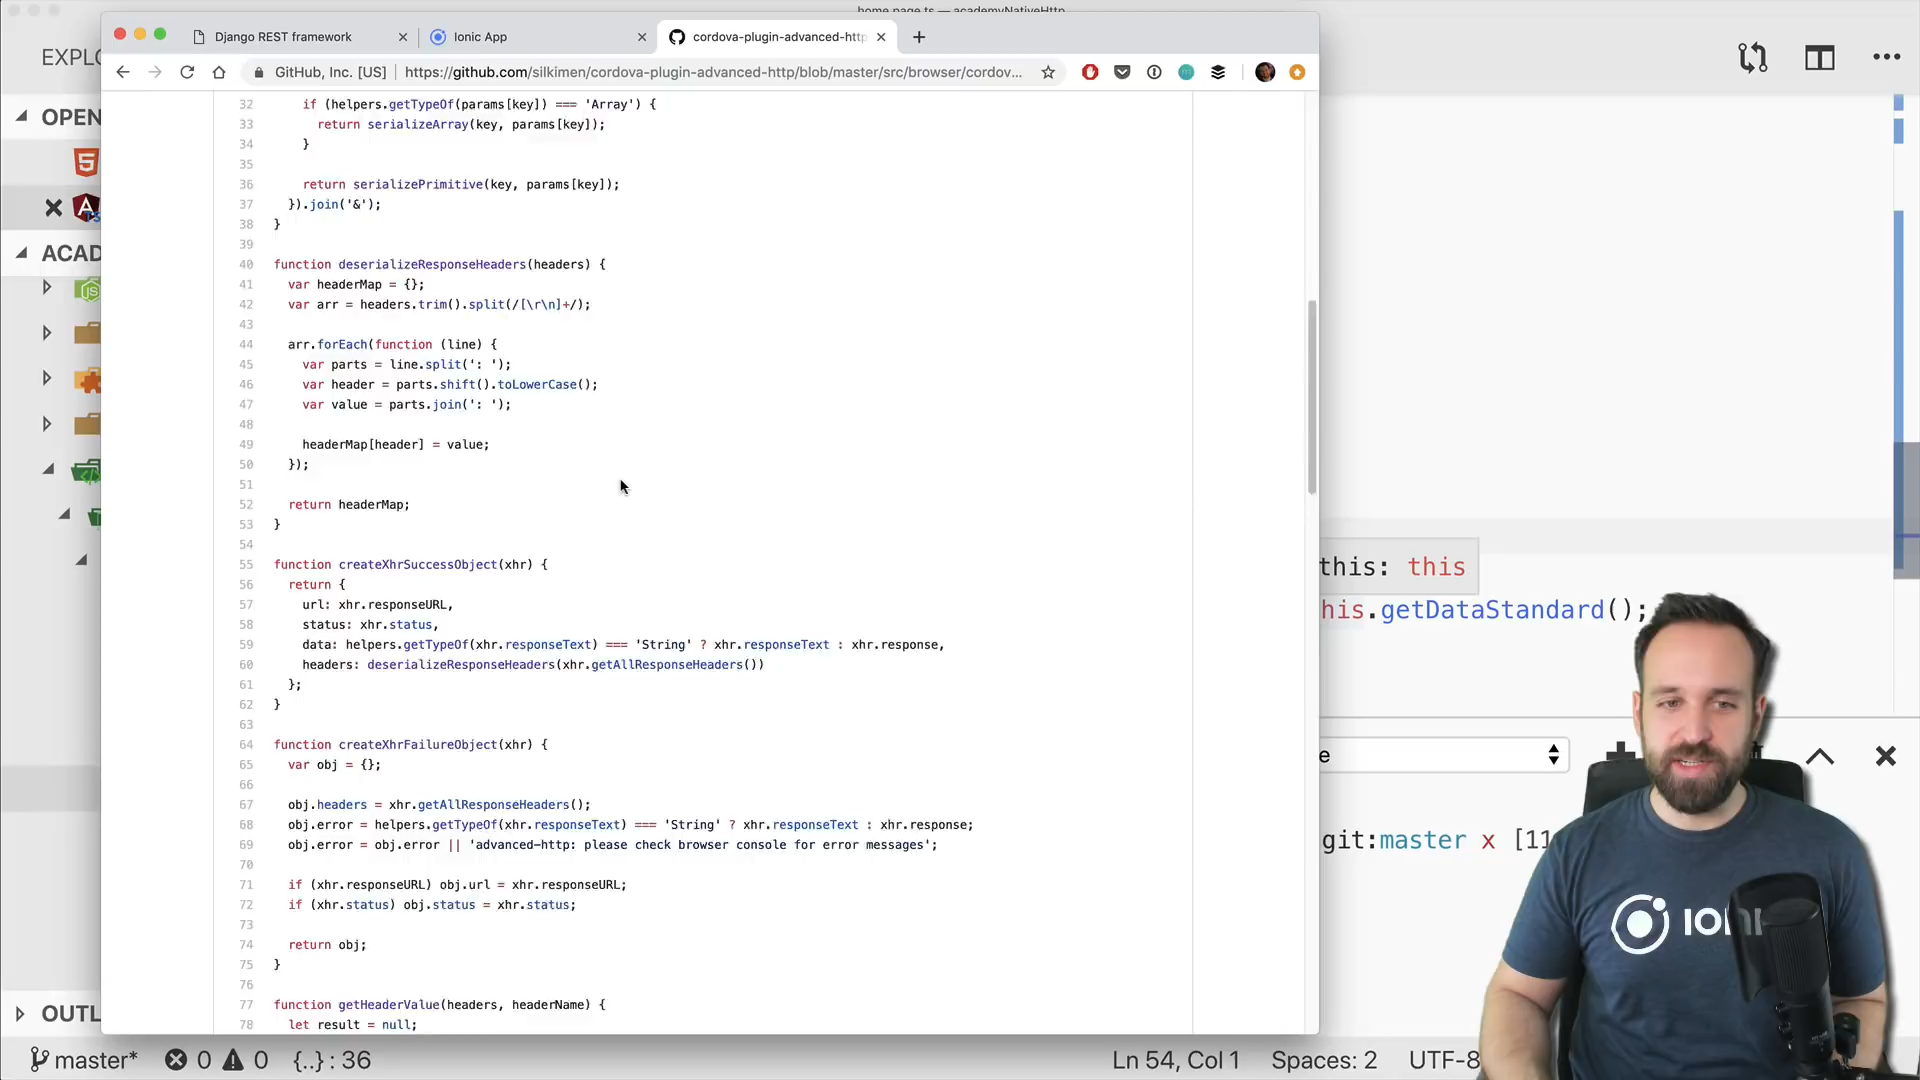 home.page.ts — academyNativeHttp
Django REST framework
Ionic App
cordova-plugin-advanced-http
GitHub, Inc. [US]
https://github.com/silkimen/cordova-plugin-advanced-http/blob/master/src/browser/cordov...
EXPLO
OPEN
ACAD
OUTL
32 if (helpers.getTypeOf(params[key]) === 'Array') {
33 return serializeArray(key, params[key]);
34 }
35
36 return serializePrimitive(key, params[key]);
37 }).join('&');
38 }
39
40 function deserializeResponseHeaders(headers) {
41 var headerMap = {};
42 var arr = headers.trim().split(/[\r\n]+/);
43
44 arr.forEach(function (line) {
45 var parts = line.split(': ');
46 var header = parts.shift().toLowerCase();
47 var value = parts.join(': ');
48
49 headerMap[header] = value;
50 });
51
52 return headerMap;
53 }
54
55 function createXhrSuccessObject(xhr) {
56 return {
57 url: xhr.responseURL,
58 status: xhr.status,
59 data: helpers.getTypeOf(xhr.responseText) === 'String' ? xhr.responseText : xhr.response,
60 headers: deserializeResponseHeaders(xhr.getAllResponseHeaders())
61 };
62 }
63
64 function createXhrFailureObject(xhr) {
65 var obj = {};
66
67 obj.headers = xhr.getAllResponseHeaders();
68 obj.error = helpers.getTypeOf(xhr.responseText) === 'String' ? xhr.responseText : xhr.response;
69 obj.error = obj.error || 'advanced-http: please check browser console for error messages';
70
71 if (xhr.responseURL) obj.url = xhr.responseURL;
72 if (xhr.status) obj.status = xhr.status;
73
74 return obj;
75 }
76
77 function getHeaderValue(headers, headerName) {
78 let result = null;
this: this
his.getDataStandard();
e
git:master x [11
IONI
master*
0
0
{..} : 36
Ln 54, Col 1
Spaces: 2
UTF-8